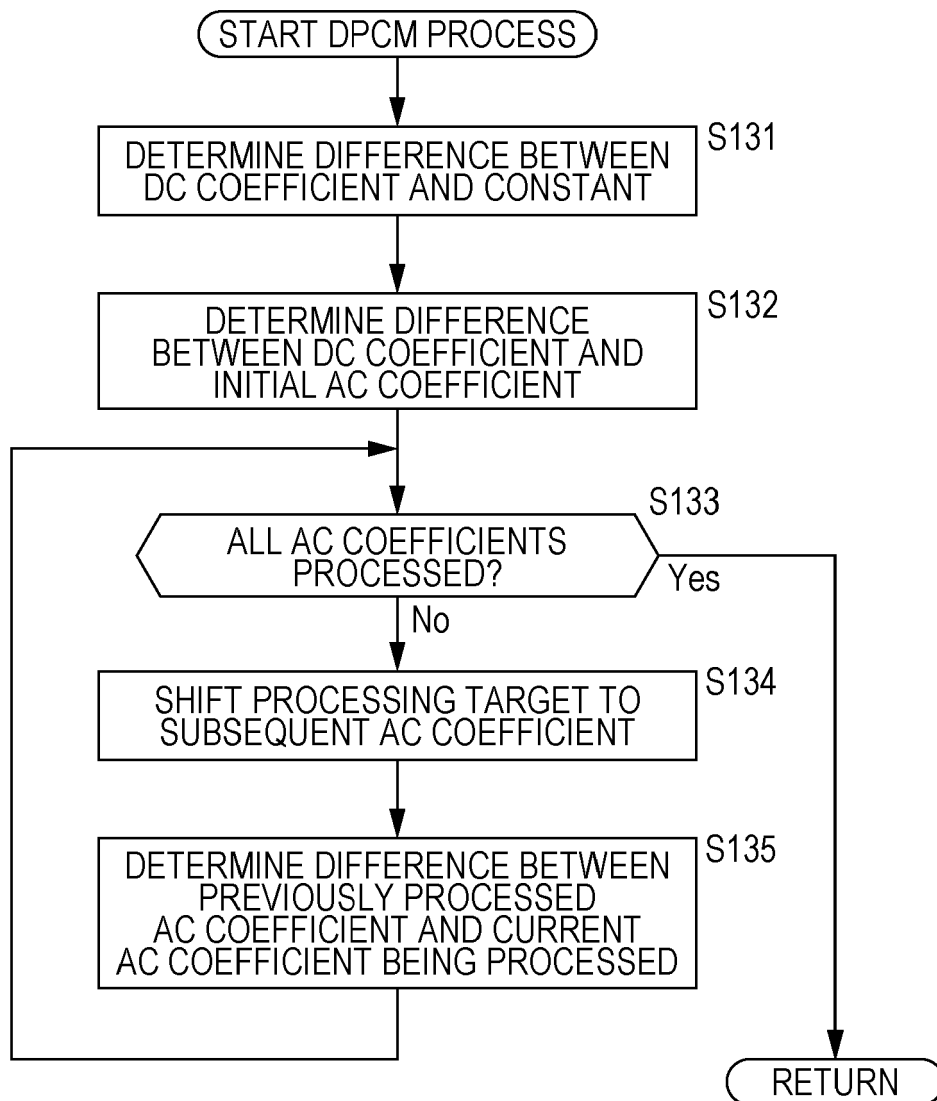 START DPCM PROCESS
S131
DETERMINE DIFFERENCE BETWEEN
DC COEFFICIENT AND CONSTANT
S132
DETERMINE DIFFERENCE
BETWEEN DC COEFFICIENT AND
INITIAL AC COEFFICIENT
S133
ALL AC COEFFICIENTS
PROCESSED?
Yes
No
S134
SHIFT PROCESSING TARGET TO
SUBSEQUENT AC COEFFICIENT
S135
DETERMINE DIFFERENCE BETWEEN
PREVIOUSLY PROCESSED
AC COEFFICIENT AND CURRENT
AC COEFFICIENT BEING PROCESSED
RETURN